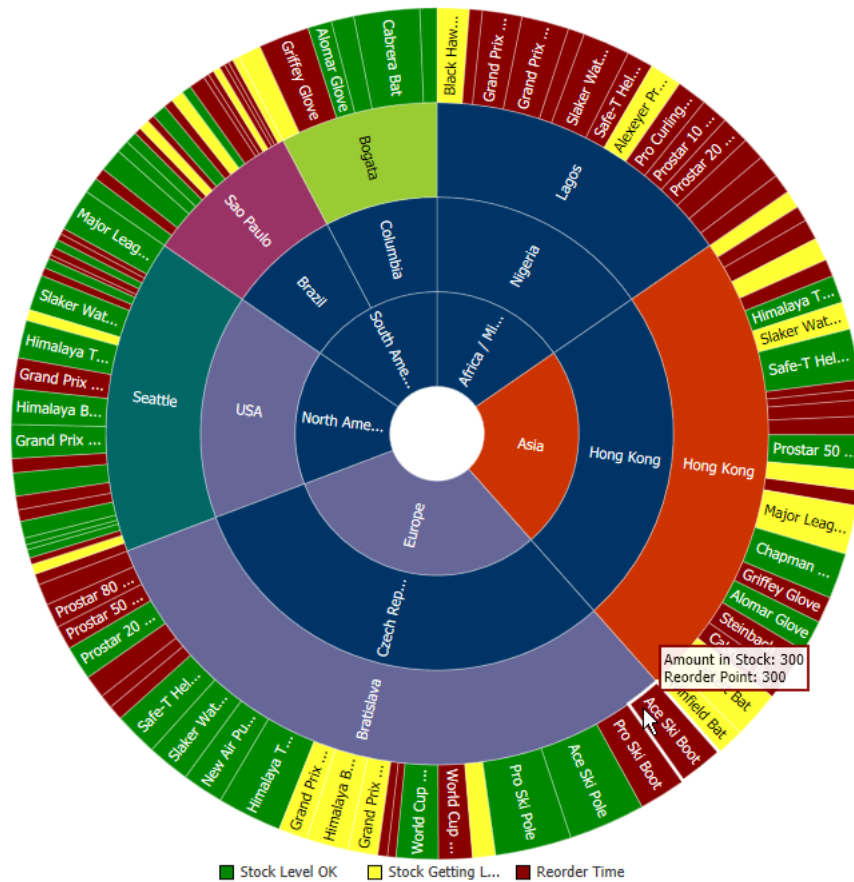 Black Haw...
Grand Prix ...
Grand Prix ...
Slaker Wat...
Safe-T Hel...
Alexeyer Pr...
Pro Curling...
Prostar 10 ...
Prostar 20 ...
Himalaya T...
Slaker Wat...
Safe-T Hel...
Prostar 50 ...
Major Leag...
Chapman ...
Griffey Glove
Alomar Glove
Bat
Bat
Ace Ski Boot
Pro Ski Boot
Ace Ski Pole
Pro Ski Pole
World Cup ...
World Cup ...
Grand Prix ...
Himalaya B...
Grand Prix ...
Himalaya T...
New Air Pu...
Slaker Wat...
Safe-T Hel...
Prostar 20 ...
Prostar 50 ...
Prostar 80 ...
Grand Prix ...
Himalaya B...
Grand Prix ...
Himalaya T...
Slaker Wat...
Major Leag...
Griffey Glove
Alomar Glove
Cabrera Bat
Lagos
Hong Kong
Bratislava
Seattle
Sao Paulo
Bogata
Nigeria
Hong Kong
Czech Rep...
USA
Brazil
Columbia
Africa / Mi...
Asia
Europe
North Ame...
South Ame...
Amount in Stock: 300
Reorder Point: 300
Stock Level OK
Stock Getting L...
Reorder Time